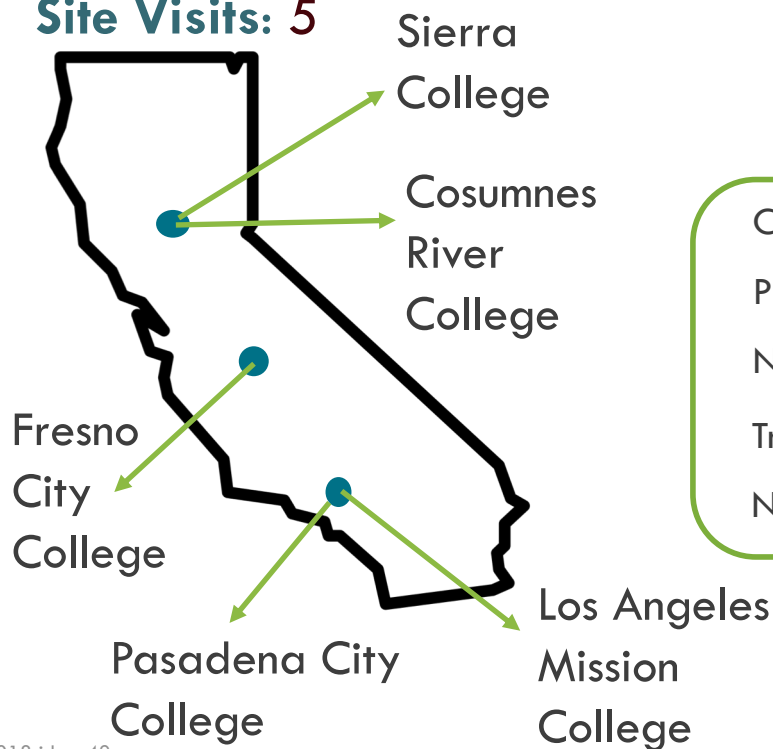 Site Visits: 5
Sierra
College
Cosumnes
River
College
Fresno
City
College
Pasadena City
College
Los Angeles
Mission
College